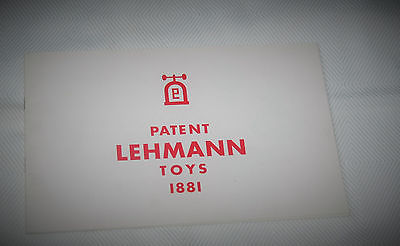 PATENT
LEHMANN
TOYS
1881